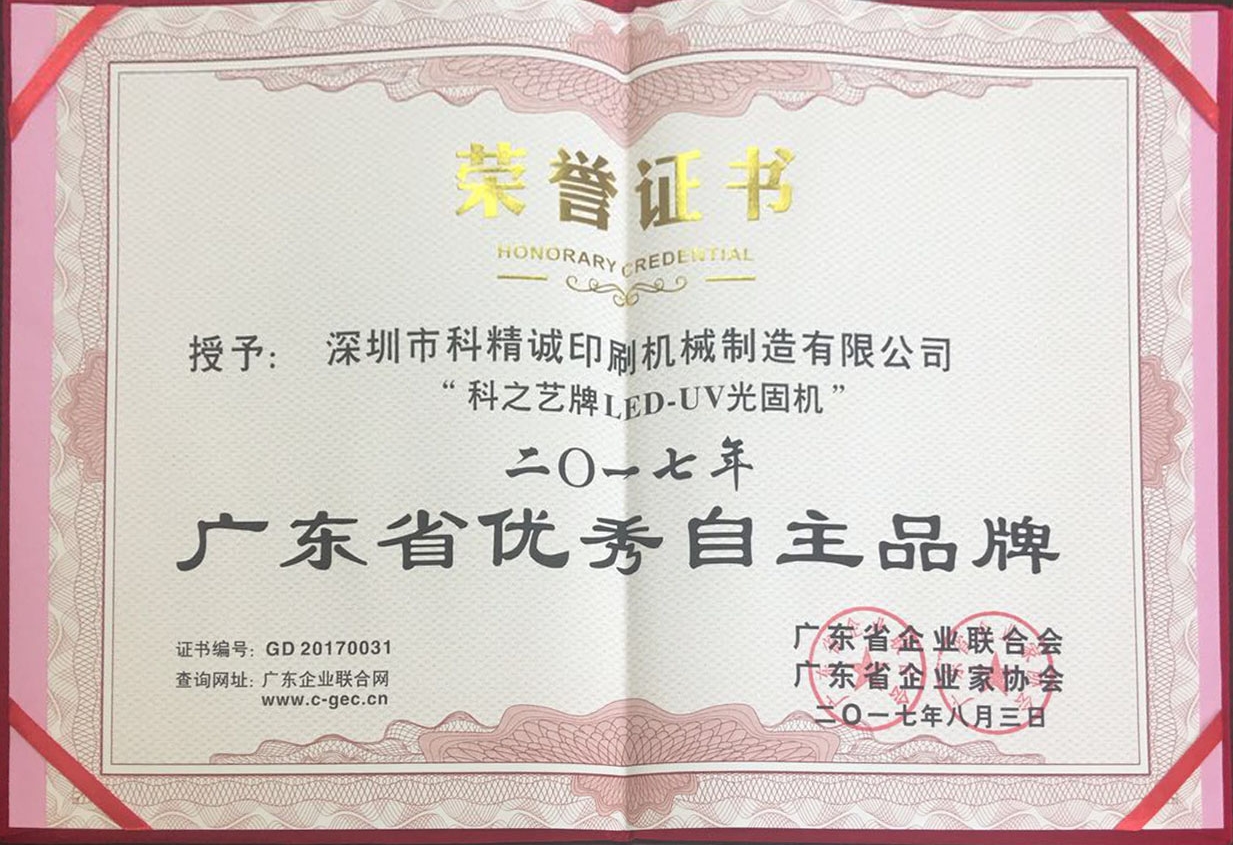 荣誉证书
HONORARY CREDENTIAL
授予: 深圳市科精诚印刷机械制造有限公司
“科之艺牌LED-UV光固机”
二〇一七年
广东省优秀自主品牌
证书编号: GD 20170031
查询网址: 广东企业联合网
www.c-gec.cn
广东省企业联合会
广东省企业家协会
二〇一七年八月三日